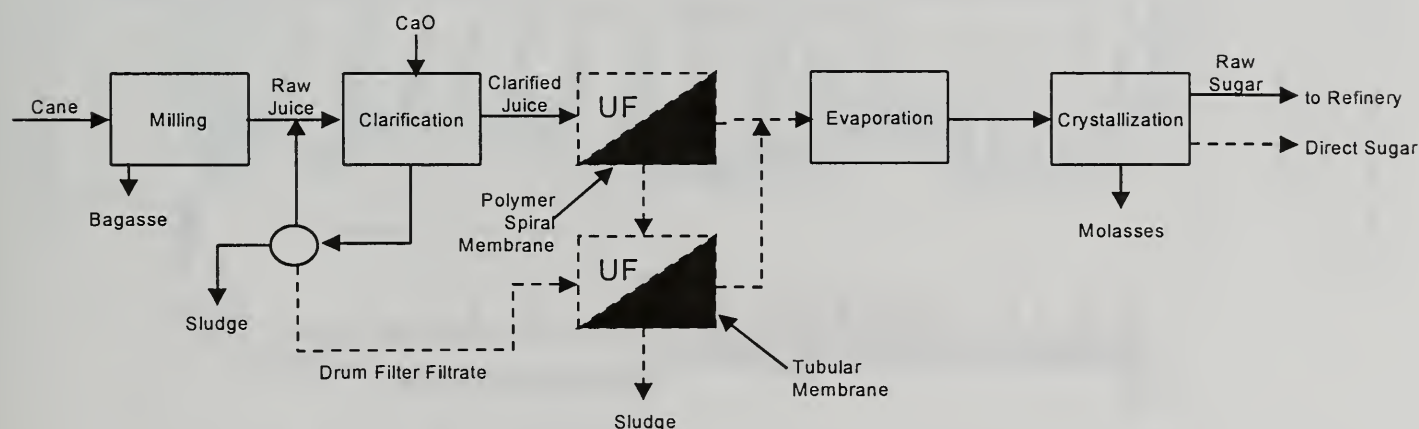 CaO
Cane
Milling
Raw
Juice
Clarification
Clarified
Juice
UF
Evaporation
Crystallization
Raw
Sugar
to Refinery
Direct Sugar
Bagasse
Polymer
Spiral
Membrane
Molasses
UF
Sludge
Drum Filter Filtrate
Tubular
Membrane
Sludge